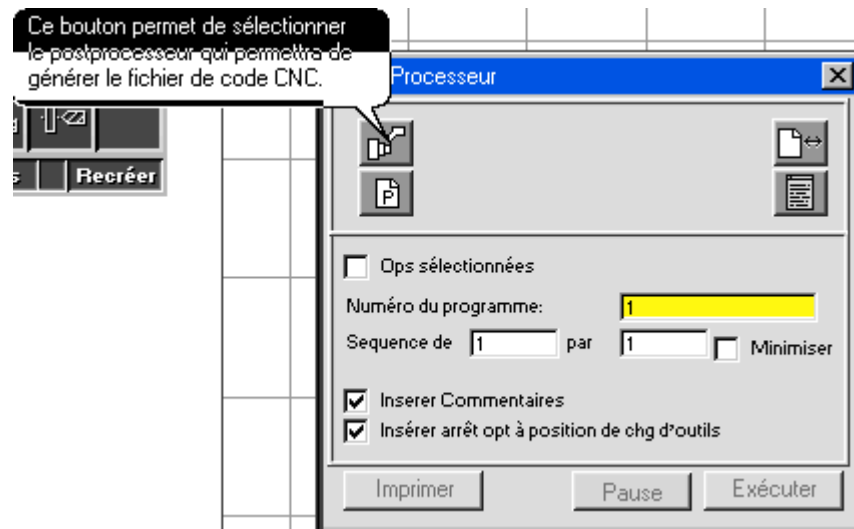 Ce bouton permet de sélectionner
le postprocesseur qui permettra de
générer le fichier de code CNC.
Processeur
Recréer
P
Ops sélectionnées
Numéro du programme: 1
Sequence de 1 par 1 Minimiser
Inserer Commentaires
Insérer arrêt opt à position de chg d'outils
Imprimer Pause Exécuter